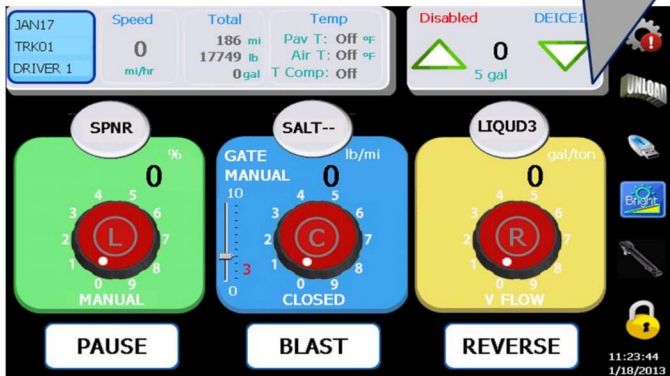 JAN17
TRK01
DRIVER 1
Speed
0
mi/hr
Total
186 mi
17749 lb
0 gal
Temp
Pav T: Off °F
Air T: Off °F
T Comp: Off
Disabled
DEICE1
0
5 gal
UNLOAD
SPNR
%
0
0 1 2 3 4 5 6 7 8 9
L
MANUAL
SALT--
GATE
MANUAL
lb/mi
0
10
3
0
0 1 2 3 4 5 6 7 8 9
C
CLOSED
LIQUD3
gal/ton
0
0 1 2 3 4 5 6 7 8 9
R
V FLOW
Bright
PAUSE
BLAST
REVERSE
11:23:44
1/18/2013